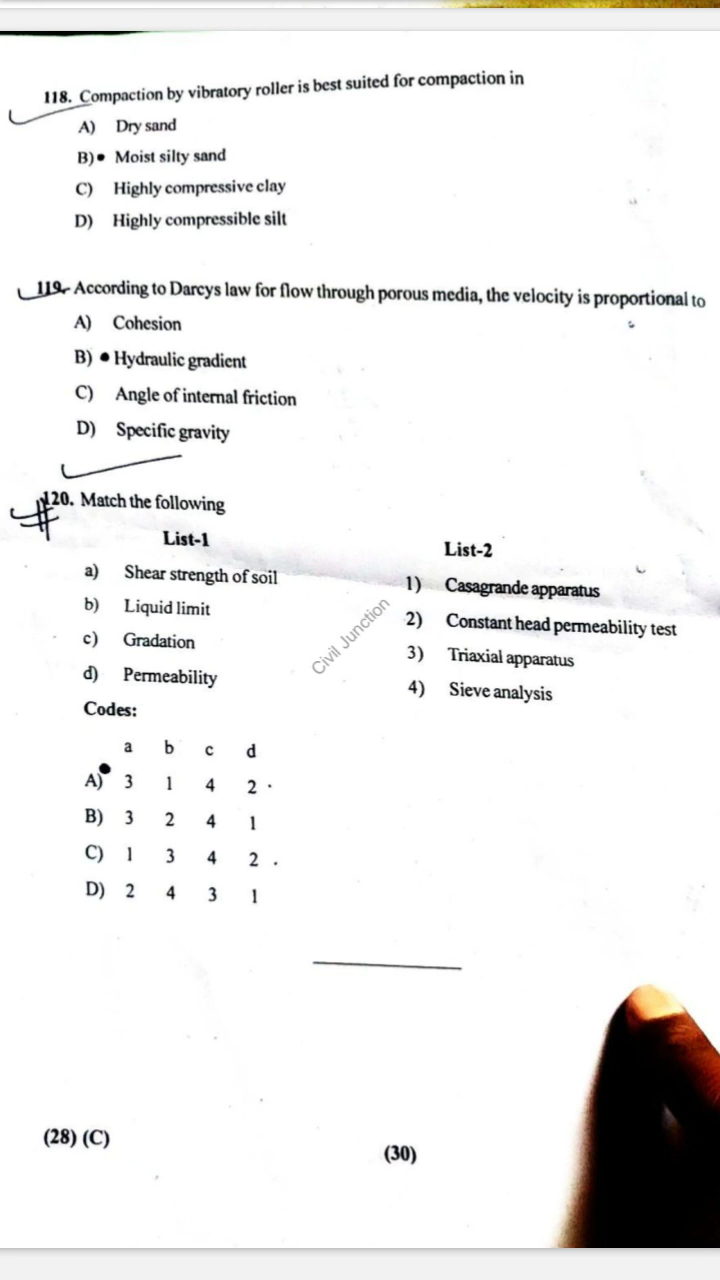 118. Compaction by vibratory roller is best suited for compaction in
A) Dry sand
B) • Moist silty sand
C) Highly compressive clay
D) Highly compressible silt
119. According to Darcys law for flow through porous media, the velocity is proportional to
A) Cohesion
B) • Hydraulic gradient
C) Angle of internal friction
D) Specific gravity
120. Match the following
List-1 List-2
a) Shear strength of soil 1) Casagrande apparatus
b) Liquid limit 2) Constant head permeability test
c) Gradation 3) Triaxial apparatus
d) Permeability 4) Sieve analysis
Civil Junction
Codes:
a b c d
A) 3 1 4 2
B) 3 2 4 1
C) 1 3 4 2
D) 2 4 3 1
(28) (C) (30)